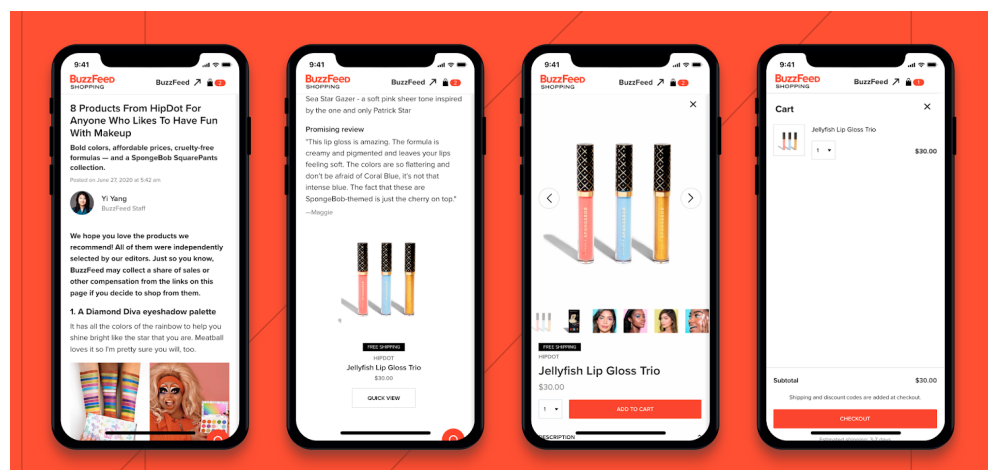 9:41
BuzzFeed
SHOPPING
BuzzFeed ↗ 2
8 Products From HipDot For
Anyone Who Likes To Have Fun
With Makeup
Bold colors, affordable prices, cruelty-free
formulas — and a SpongeBob SquarePants
collection.
Posted on June 27, 2020 at 5:42 am
Yi Yang
BuzzFeed Staff
We hope you love the products we
recommend! All of them were independently
selected by our editors. Just so you know,
BuzzFeed may collect a share of sales or
other compensation from the links on this
page if you decide to shop from them.
1. A Diamond Diva eyeshadow palette
It has all the colors of the rainbow to help you
shine bright like the star that you are. Meatball
loves it so I'm pretty sure you will, too.
9:41
BuzzFeed
SHOPPING
BuzzFeed ↗ 2
Sea Star Gazer - a soft pink sheer tone inspired
by the one and only Patrick Star
Promising review
"This lip gloss is amazing. The formula is
creamy and pigmented and leaves your lips
feeling soft. The colors are so flattering and
don't be afraid of Coral Blue, it's not that
intense blue. The fact that these are
SpongeBob-themed is just the cherry on top."
—Maggie
FREE SHIPPING
HIPDOT
Jellyfish Lip Gloss Trio
$30.00
QUICK VIEW
9:41
BuzzFeed
SHOPPING
BuzzFeed ↗ 2
FREE SHIPPING
HIPDOT
Jellyfish Lip Gloss Trio
$30.00
1
ADD TO CART
DESCRIPTION
9:41
BuzzFeed
SHOPPING
BuzzFeed ↗ 1
Cart
Jellyfish Lip Gloss Trio
1
$30.00
Subtotal $30.00
Shipping and discount codes are added at checkout.
CHECKOUT